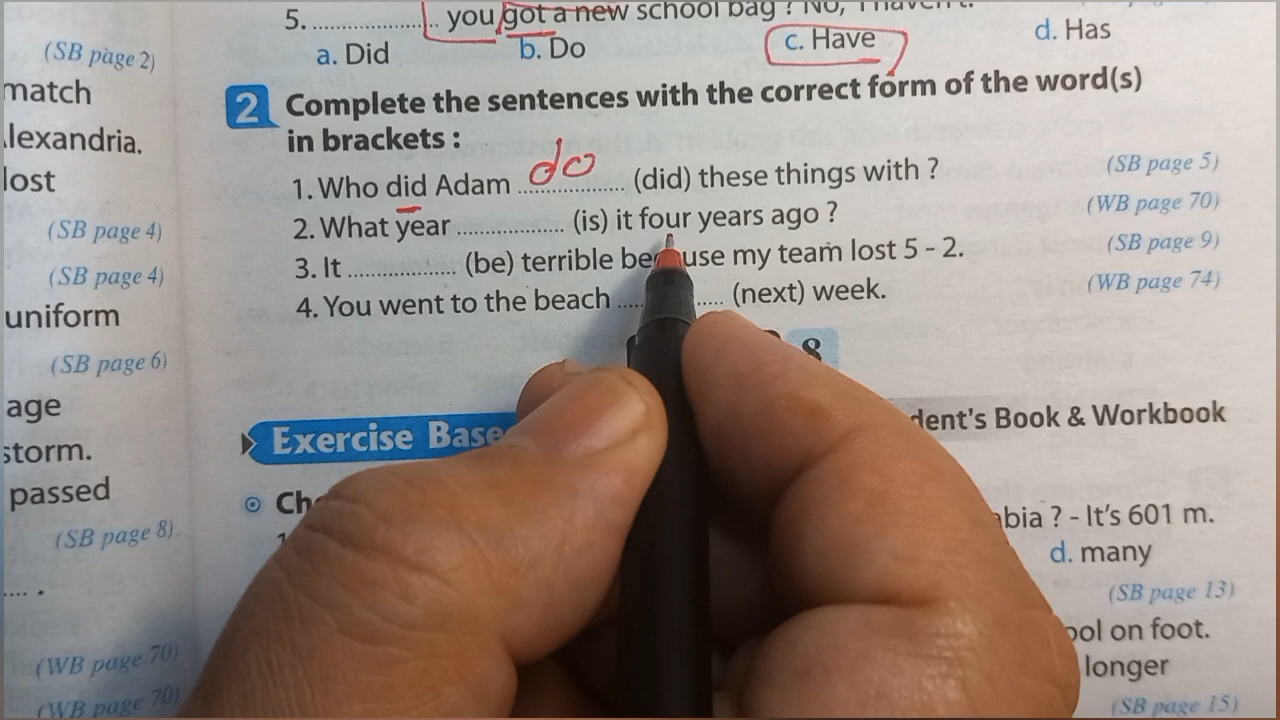 5. .................... you got a new school bag ? No, I haven't.
(SB page 2)
a. Did b. Do c. Have d. Has
match
2 Complete the sentences with the correct form of the word(s)
lexandria.
in brackets :
lost
1. Who did Adam do (did) these things with ? (SB page 5)
(SB page 4)
2. What year .................. (is) it four years ago ? (WB page 70)
(SB page 4)
3. It .................. (be) terrible because my team lost 5 - 2. (SB page 9)
uniform
4. You went to the beach .................. (next) week. (WB page 74)
(SB page 6)
8
age
Exercise Base dent's Book & Workbook
storm.
passed
Ch
abia ? - It's 601 m.
(SB page 8)
d. many
.... .
(SB page 13)
ool on foot.
(WB page 70)
longer
(WB page 70)
(SB page 15)